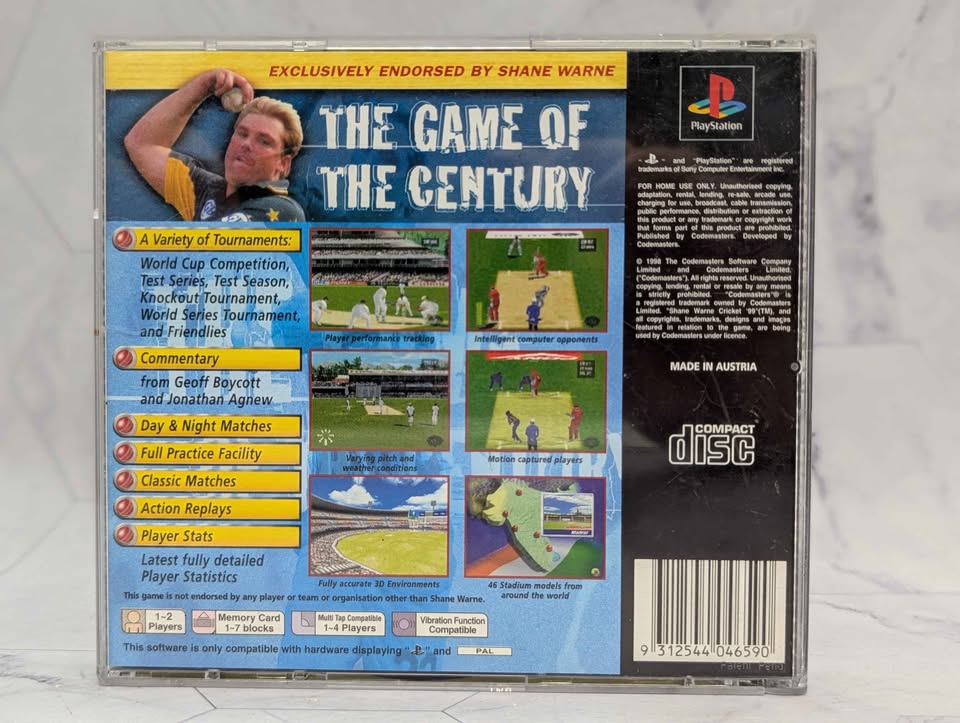 EXCLUSIVELY ENDORSED BY SHANE WARNE
THE GAME OF
THE CENTURY
A Variety of Tournaments:
World Cup Competition,
Test Series, Test Season,
Knockout Tournament,
World Series Tournament,
and Friendlies
Commentary
from Geoff Boycott
and Jonathan Agnew
Day & Night Matches
Full Practice Facility
Classic Matches
Action Replays
Player Stats
Latest fully detailed
Player Statistics
Player performance tracking
Intelligent computer opponents
Varying pitch and
weather conditions
Motion captured players
Fully accurate 3D Environments
46 Stadium models from
around the world
This game is not endorsed by any player or team or organisation other than Shane Warne.
1~2
Players
Memory Card
1~7 blocks
Multi Tap Compatible
1~4 Players
Vibration Function
Compatible
This software is only compatible with hardware displaying " " and PAL
PlayStation
" " and "PlayStation" are registered
trademarks of Sony Computer Entertainment Inc.
FOR HOME USE ONLY. Unauthorised copying,
adaptation, rental, lending, re-sale, arcade use,
charging for use, broadcast, cable transmission,
public performance, distribution or extraction of
this product or any trademark or copyright work
that forms part of this product are prohibited.
Published by Codemasters. Developed by
Codemasters.
© 1998 The Codemasters Software Company
Limited and Codemasters Limited.
("Codemasters"). All rights reserved. Unauthorised
copying, lending, rental or resale by any means
is strictly prohibited. "Codemasters"® is
a registered trademark owned by Codemasters
Limited. "Shane Warne Cricket '99"(TM), and
all copyrights, trademarks, designs and images
featured in relation to the game, are being
used by Codemasters under licence.
MADE IN AUSTRIA
COMPACT
disc
9 312544 046590